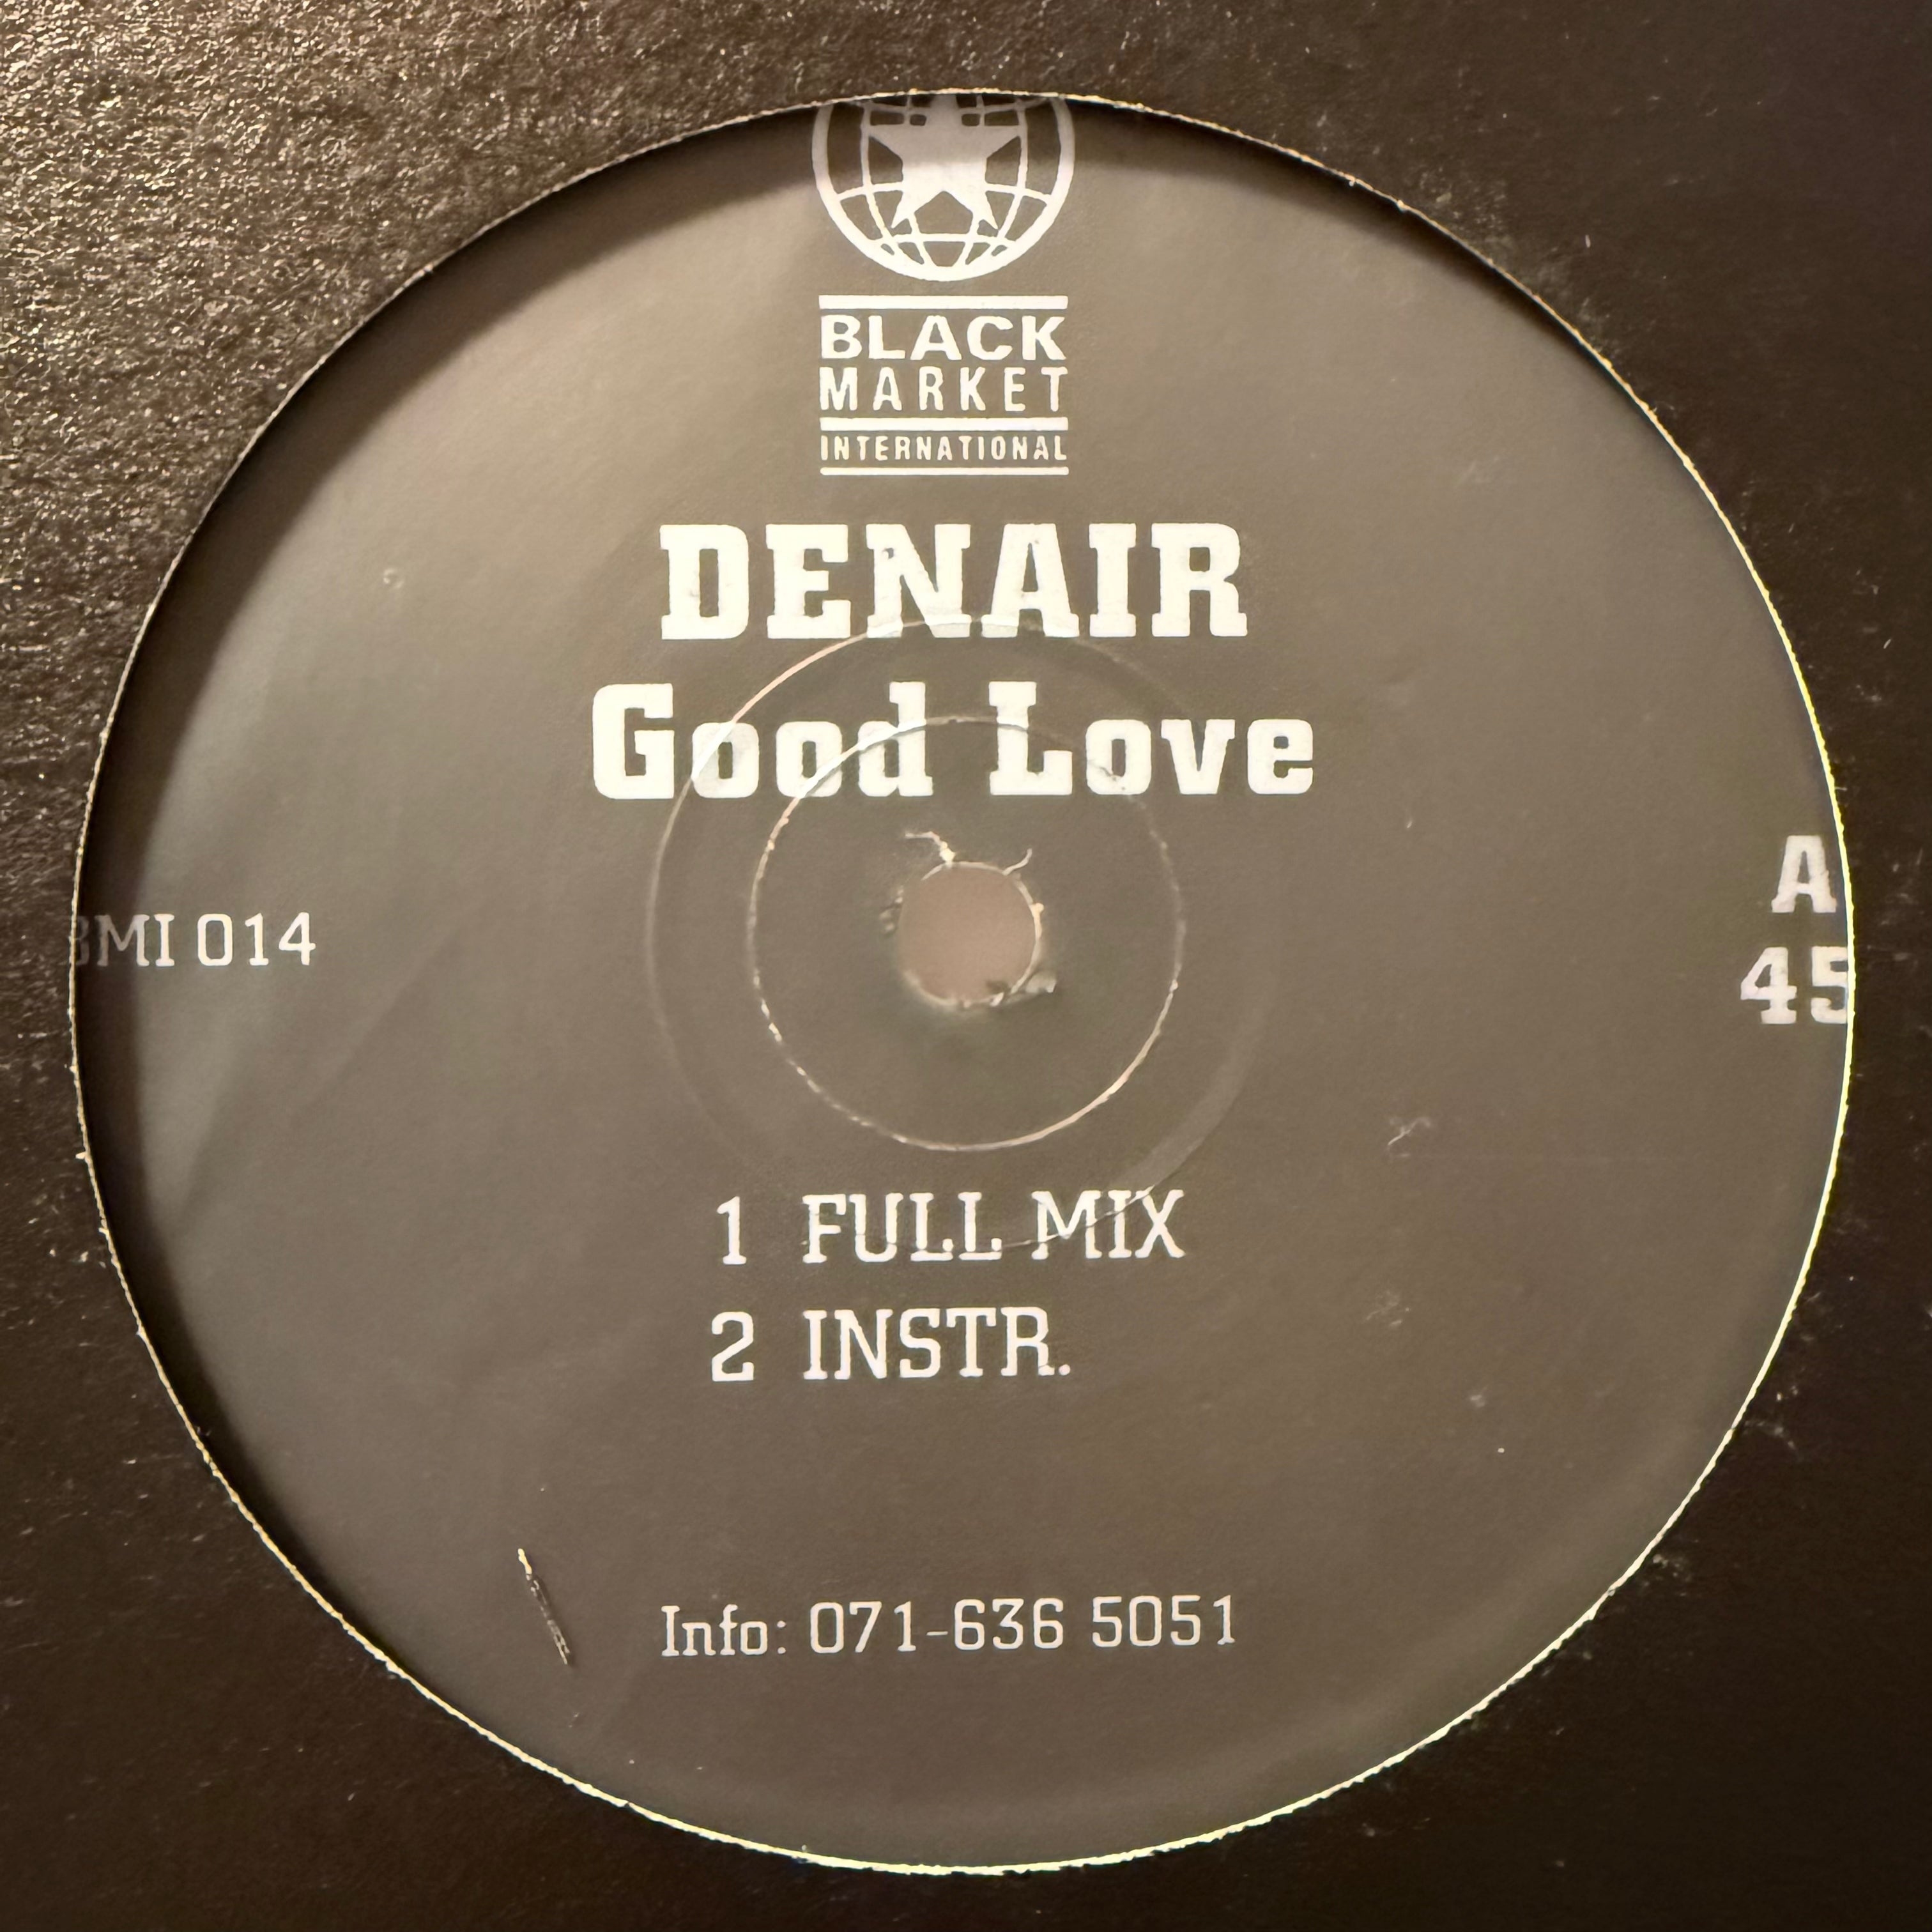 BLACK
MARKET
INTERNATIONAL
DENAIR
Good Love
A
BMI 014
45
1 FULL MIX
2 INSTR.
Info: 071-636 5051